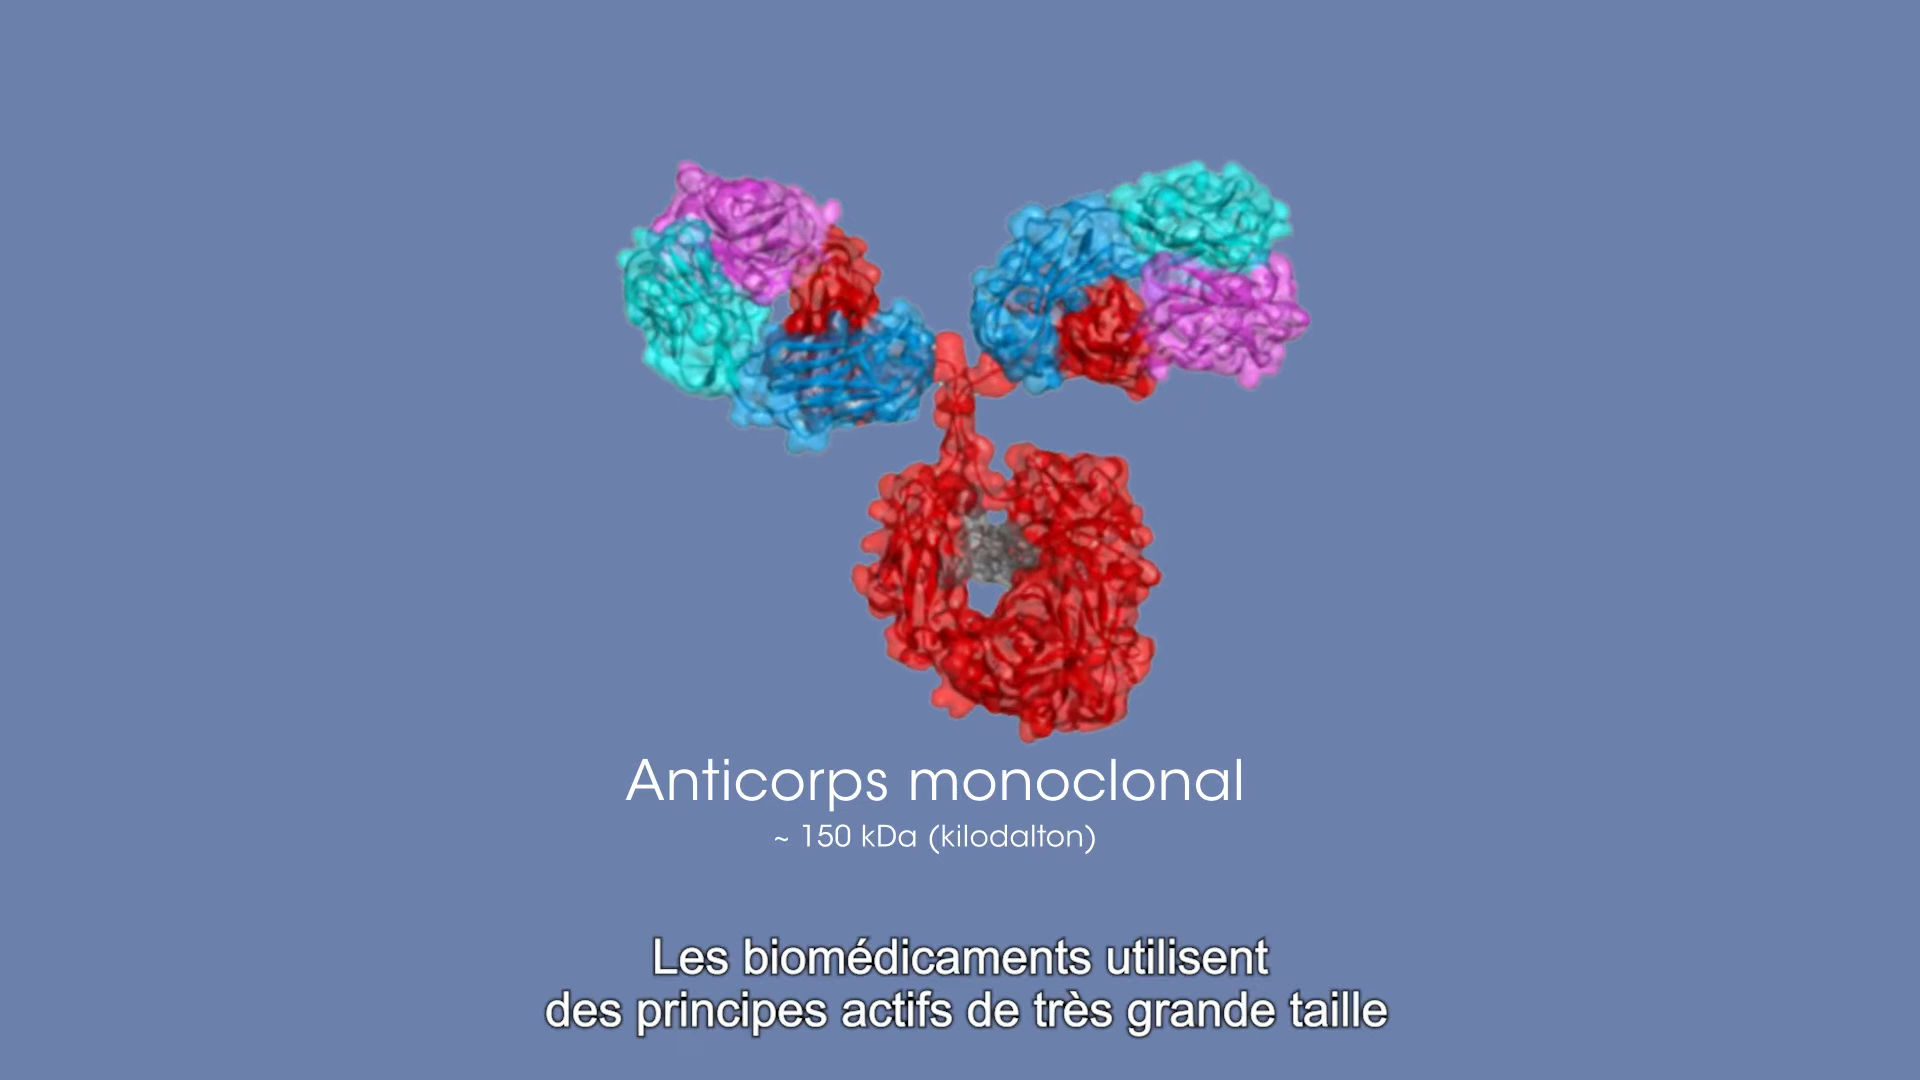 Anticorps monoclonal
~ 150 kDa (kilodalton)
Les biomédicaments utilisent
des principes actifs de très grande taille